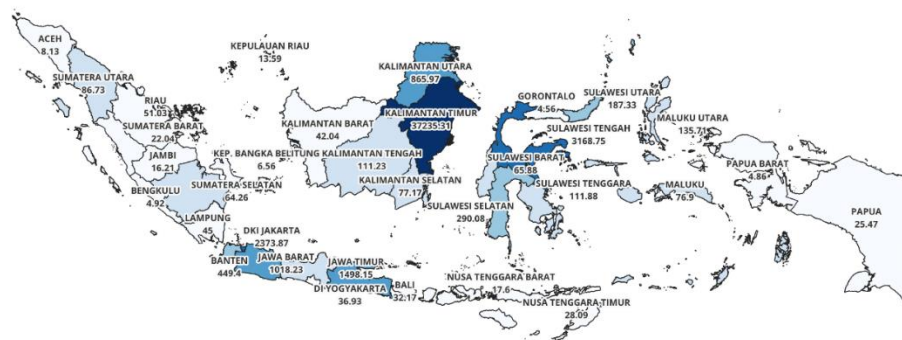 ACEH
8.13
SUMATERA UTARA
86.73
RIAU
51.03
SUMATERA BARAT
22.04
JAMBI
16.21
BENGKULU
4.92
SUMATERA SELATAN
64.26
LAMPUNG
45
KEPULAUAN RIAU
13.59
KEP. BANGKA BELITUNG
6.56
DKI JAKARTA
2373.87
BANTEN
449.4
JAWA BARAT
1018.23
JAWA TIMUR
1498.15
DI YOGYAKARTA
36.93
BALI
32.17
NUSA TENGGARA BARAT
17.6
NUSA TENGGARA TIMUR
28.09
KALIMANTAN UTARA
865.97
KALIMANTAN TIMUR
37235.31
KALIMANTAN BARAT
42.04
KALIMANTAN TENGAH
111.23
KALIMANTAN SELATAN
77.17
GORONTALO
4.56
SULAWESI UTARA
187.33
SULAWESI TENGAH
3168.75
SULAWESI BARAT
65.88
SULAWESI TENGGARA
111.88
SULAWESI SELATAN
290.08
MALUKU UTARA
135.71
MALUKU
76.9
PAPUA BARAT
4.86
PAPUA
25.47